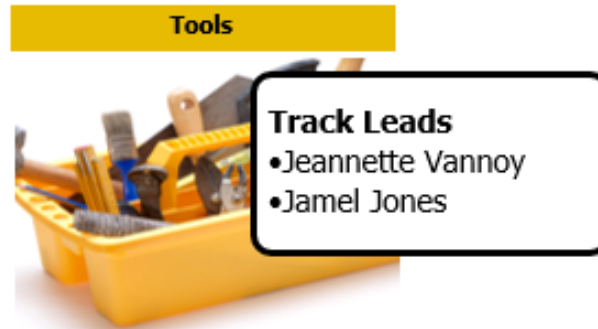 Tools
Track Leads
•Jeannette Vannoy
•Jamel Jones